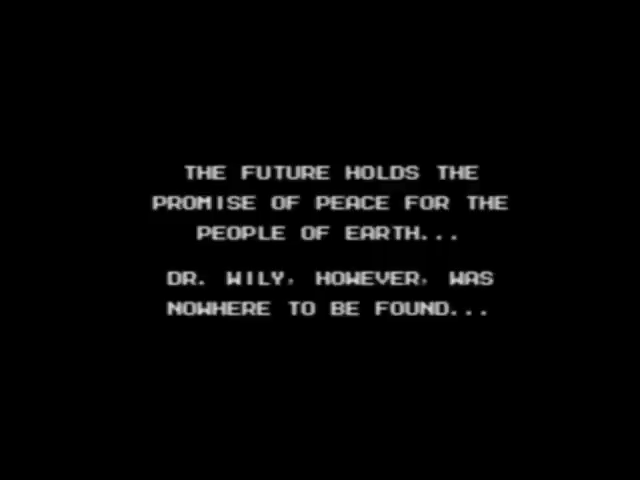 THE FUTURE HOLDS THE
PROMISE OF PEACE FOR THE
PEOPLE OF EARTH...
DR. WILY, HOWEVER, WAS
NOWHERE TO BE FOUND...